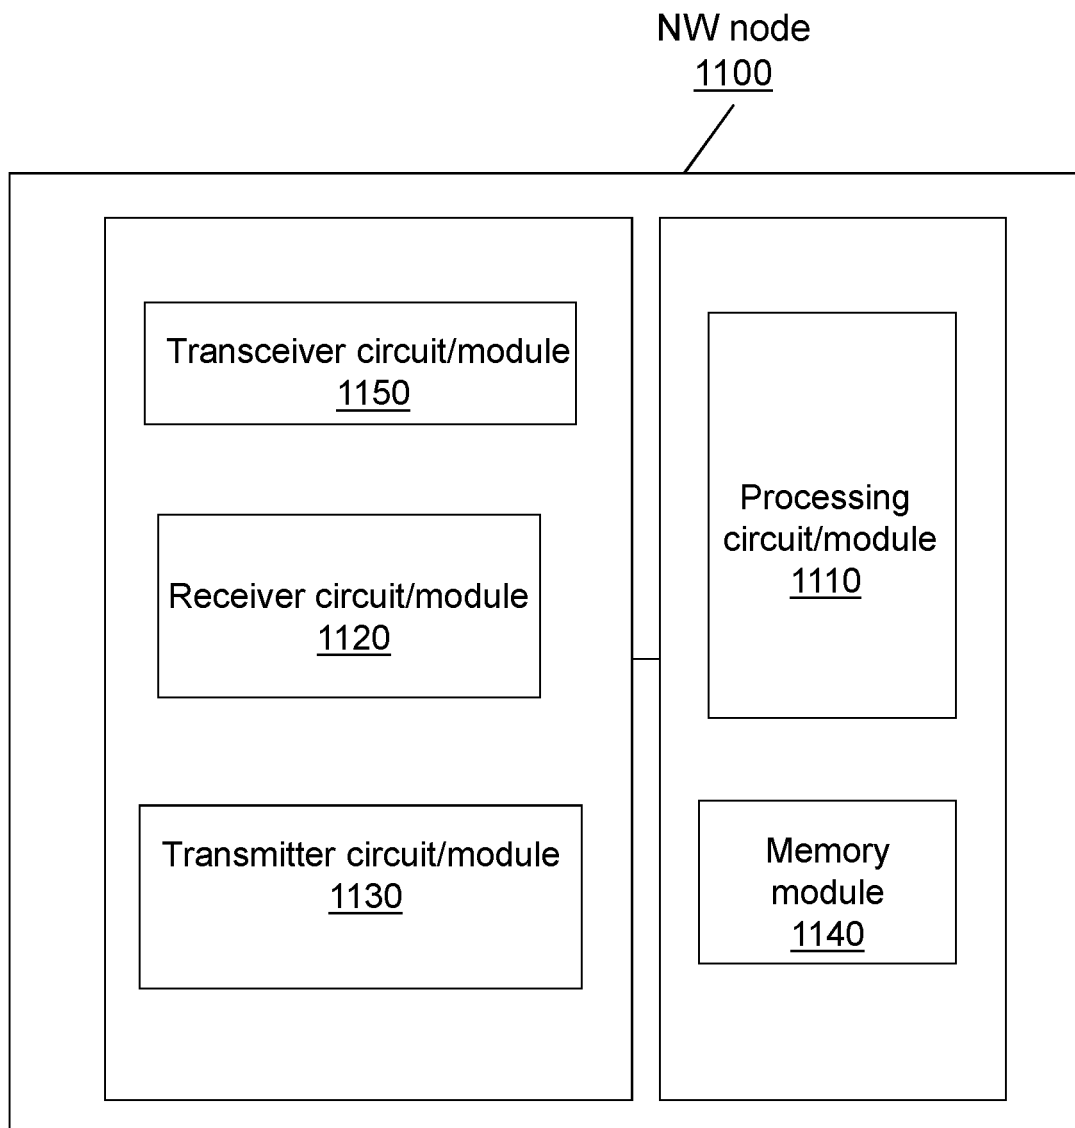 NW node
1100
Transceiver circuit/module
1150
Receiver circuit/module
1120
Transmitter circuit/module
1130
Processing
circuit/module
1110
Memory
module
1140